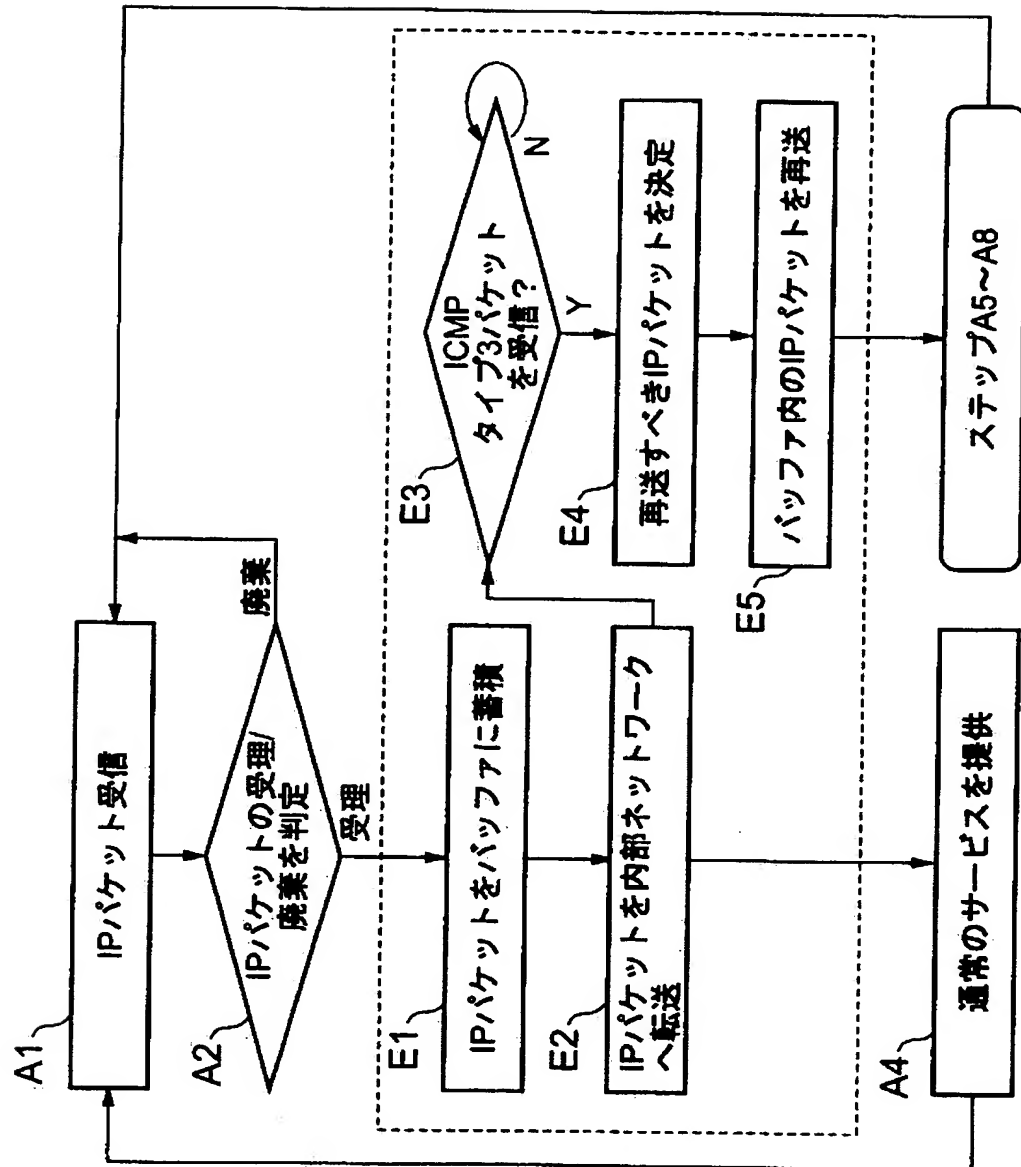 A1
IPパケット受信
A2
IPパケットの受理/
廃棄を判定
廃棄
受理
E1
IPパケットをバッファに蓄積
E2
IPパケットを内部ネットワーク
へ転送
A4
通常のサービスを提供
E3
ICMP
タイプ3パケット
を受信?
N
Y
E4
再送すべきIPパケットを決定
E5
バッファ内のIPパケットを再送
ステップA5~A8